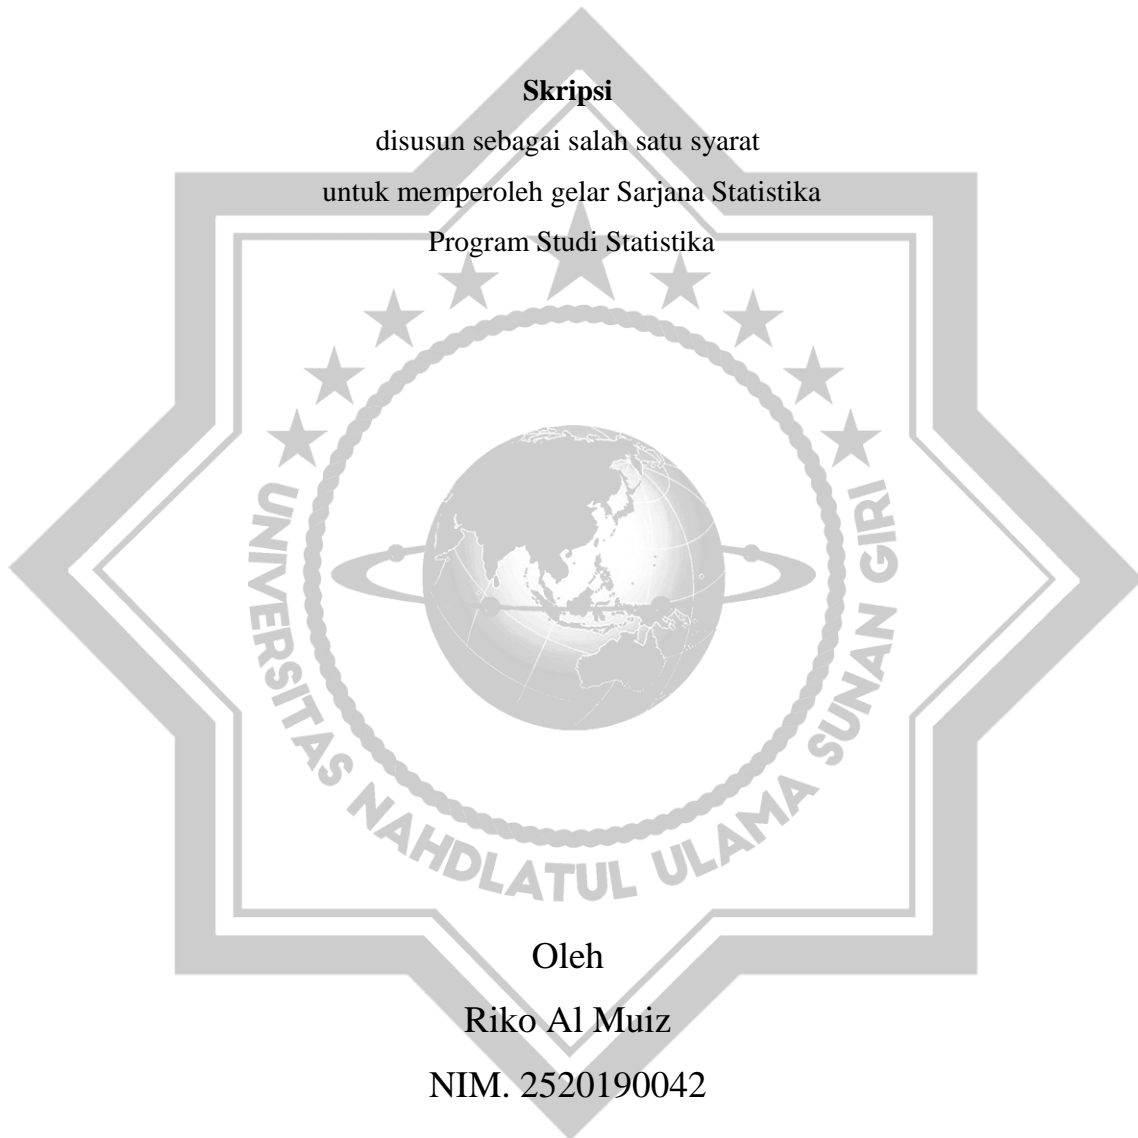 Skripsi
disusun sebagai salah satu syarat
untuk memperoleh gelar Sarjana Statistika
Program Studi Statistika
UNIVERSITAS NAHDLATUL ULAMA SUNAN GIRI
Oleh
Riko Al Muiz
NIM. 2520190042